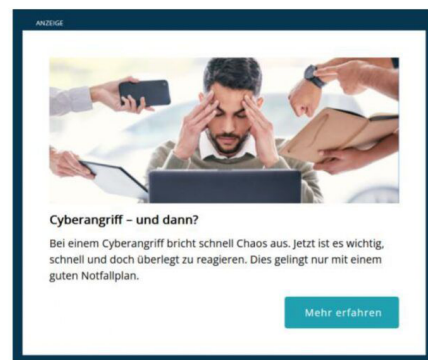 ANZEIGE
Cyberangriff – und dann?
Bei einem Cyberangriff bricht schnell Chaos aus. Jetzt ist es wichtig,
schnell und doch überlegt zu reagieren. Dies gelingt nur mit einem
guten Notfallplan.
Mehr erfahren